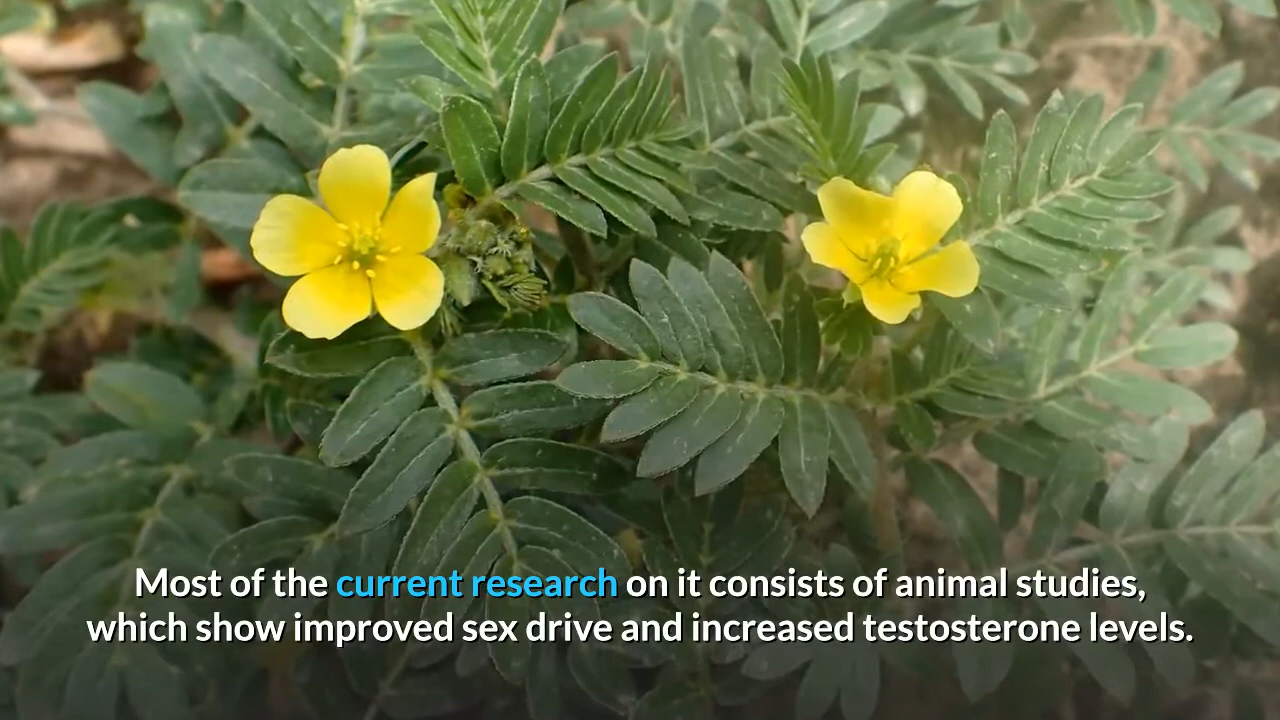 Most of the current research on it consists of animal studies,
which show improved sex drive and increased testosterone levels.